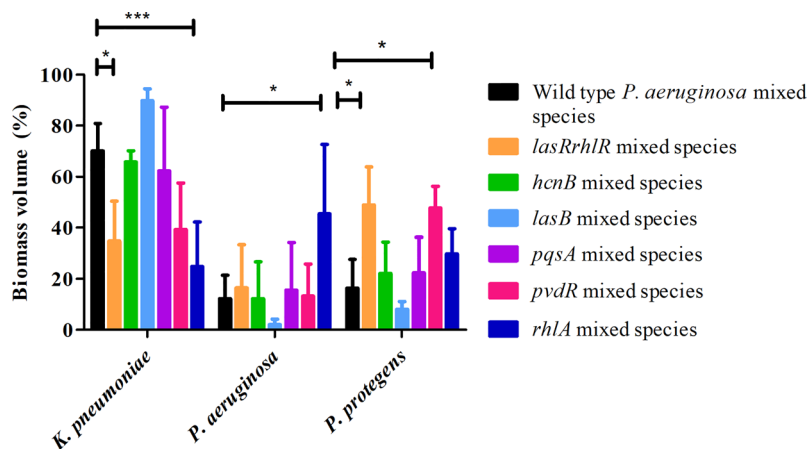 ***
*
*
*
*
Biomass volume (%)
100
80
60
40
20
0
K. pneumoniae
P. aeruginosa
P. protegens
Wild type P. aeruginosa mixed
species
lasRrhlR mixed species
hcnB mixed species
lasB mixed species
pqsA mixed species
pvdR mixed species
rhlA mixed species